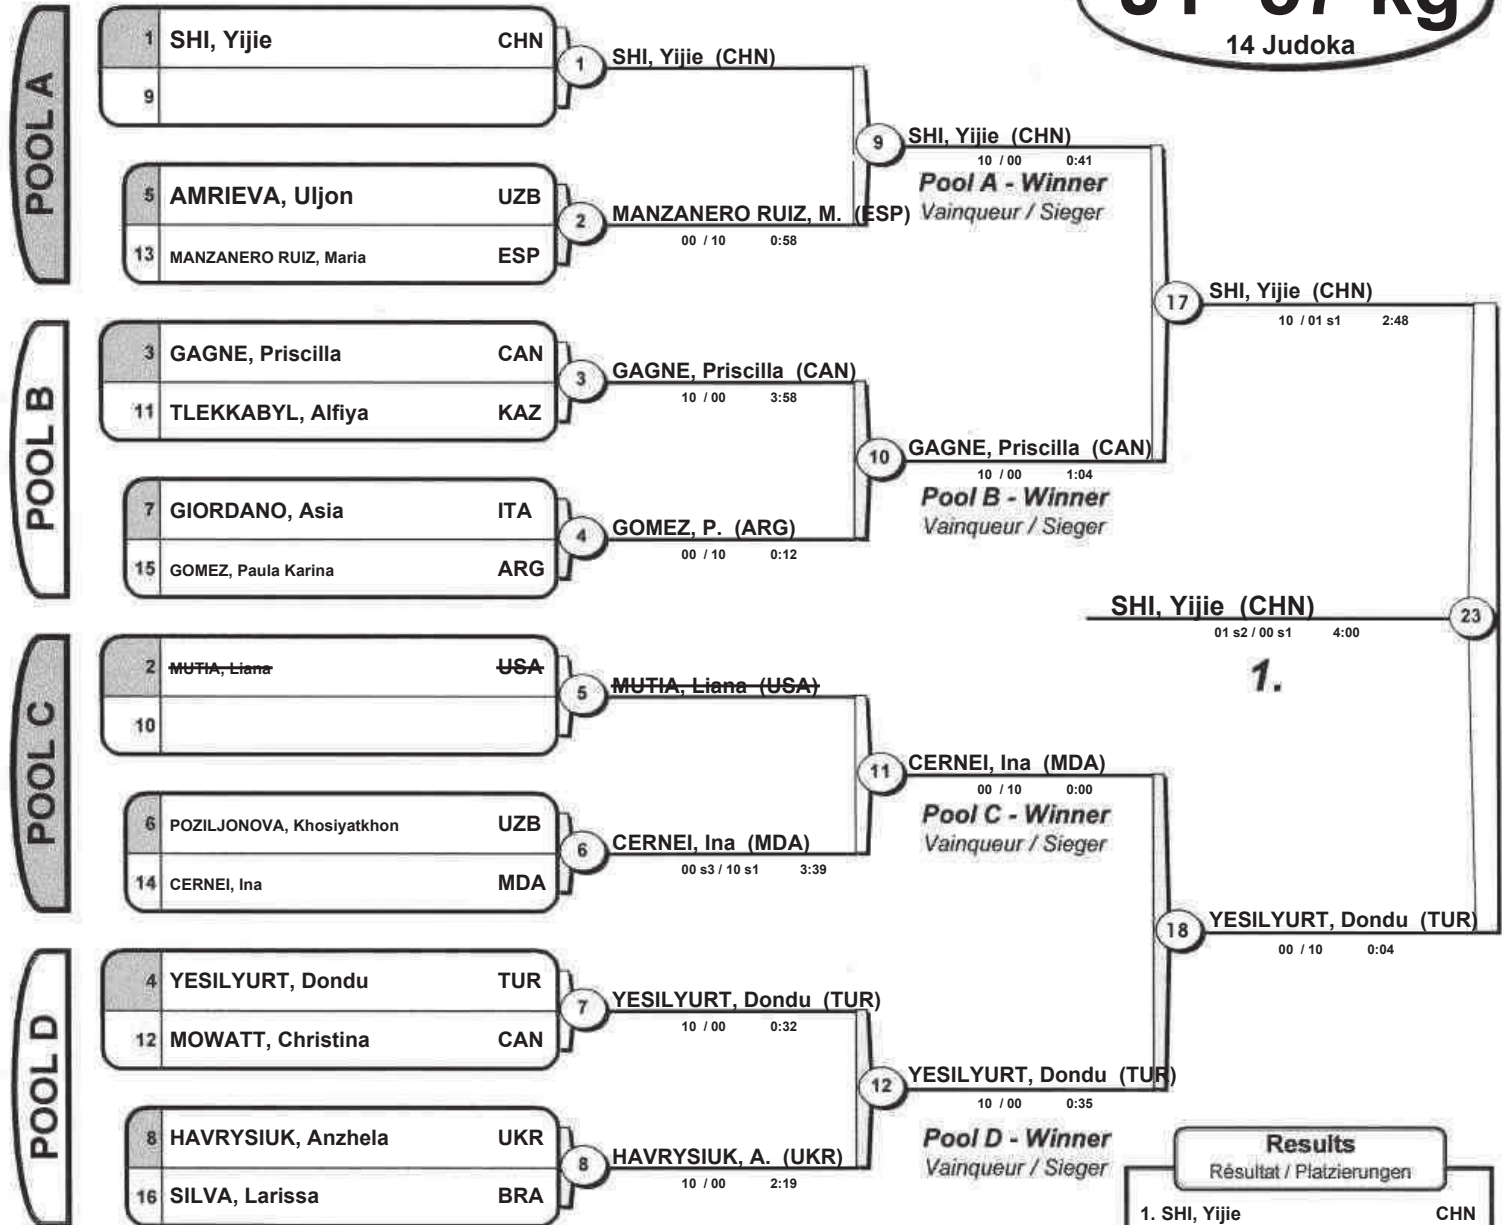 14 Judoka
POOL A
1 SHI, Yijie CHN
9
1 SHI, Yijie (CHN)
5 AMRIEVA, Uljon UZB
13 MANZANERO RUIZ, Maria ESP
2 MANZANERO RUIZ, M. (ESP)
00 / 10 0:58
9 SHI, Yijie (CHN)
10 / 00 0:41
Pool A - Winner
Vainqueur / Sieger
POOL B
3 GAGNE, Priscilla CAN
11 TLEKKABYL, Alfiya KAZ
3 GAGNE, Priscilla (CAN)
10 / 00 3:58
7 GIORDANO, Asia ITA
15 GOMEZ, Paula Karina ARG
4 GOMEZ, P. (ARG)
00 / 10 0:12
10 GAGNE, Priscilla (CAN)
10 / 00 1:04
Pool B - Winner
Vainqueur / Sieger
17 SHI, Yijie (CHN)
10 / 01 s1 2:48
SHI, Yijie (CHN) 23
01 s2 / 00 s1 4:00
1.
POOL C
2 MUTIA, Liana USA
10
5 MUTIA, Liana (USA)
6 POZILJONOVA, Khosiyatkhon UZB
14 CERNEI, Ina MDA
6 CERNEI, Ina (MDA)
00 s3 / 10 s1 3:39
11 CERNEI, Ina (MDA)
00 / 10 0:00
Pool C - Winner
Vainqueur / Sieger
18 YESILYURT, Dondu (TUR)
00 / 10 0:04
POOL D
4 YESILYURT, Dondu TUR
12 MOWATT, Christina CAN
7 YESILYURT, Dondu (TUR)
10 / 00 0:32
8 HAVRYSIUK, Anzhela UKR
16 SILVA, Larissa BRA
8 HAVRYSIUK, A. (UKR)
10 / 00 2:19
12 YESILYURT, Dondu (TUR)
10 / 00 0:35
Pool D - Winner
Vainqueur / Sieger
Results
Résultat / Platzierungen
1. SHI, Yijie CHN